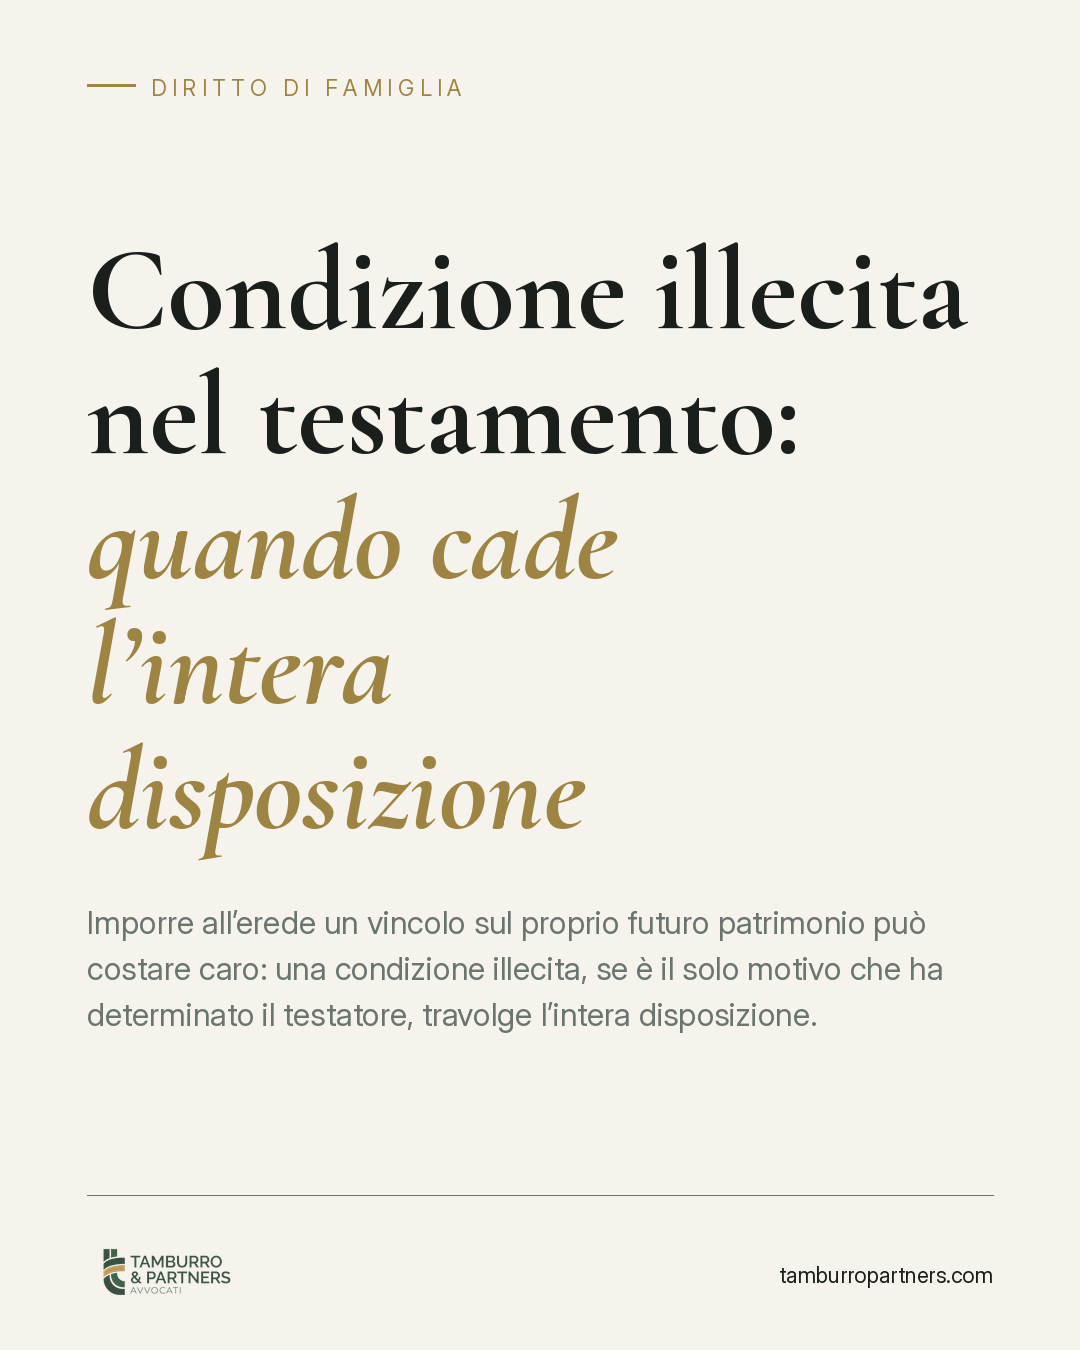 DIRITTO DI FAMIGLIA
Condizione illecita
nel testamento:
quando cade
l’intera
disposizione
Imporre all’erede un vincolo sul proprio futuro patrimonio può
costare caro: una condizione illecita, se è il solo motivo che ha
determinato il testatore, travolge l’intera disposizione.
TAMBURRO
& PARTNERS
AVVOCATI
tamburropartners.com